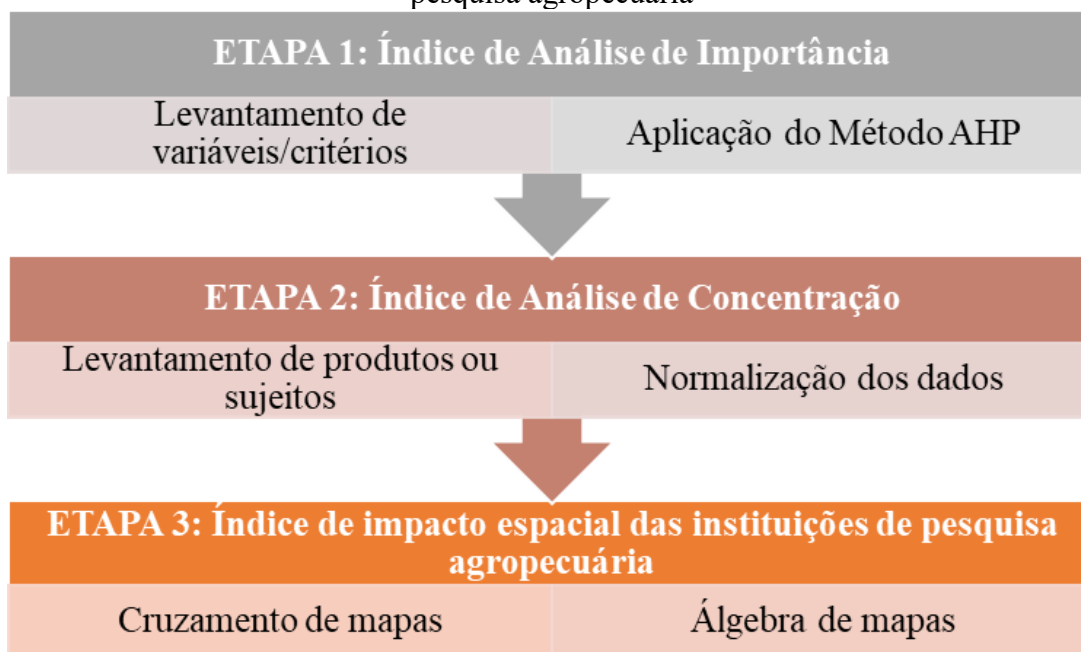 pesquisa agropecuária
ETAPA 1: Índice de Análise de Importância
Levantamento de
variáveis/critérios
Aplicação do Método AHP
ETAPA 2: Índice de Análise de Concentração
Levantamento de produtos ou
sujeitos
Normalização dos dados
ETAPA 3: Índice de impacto espacial das instituições de pesquisa
agropecuária
Cruzamento de mapas
Álgebra de mapas